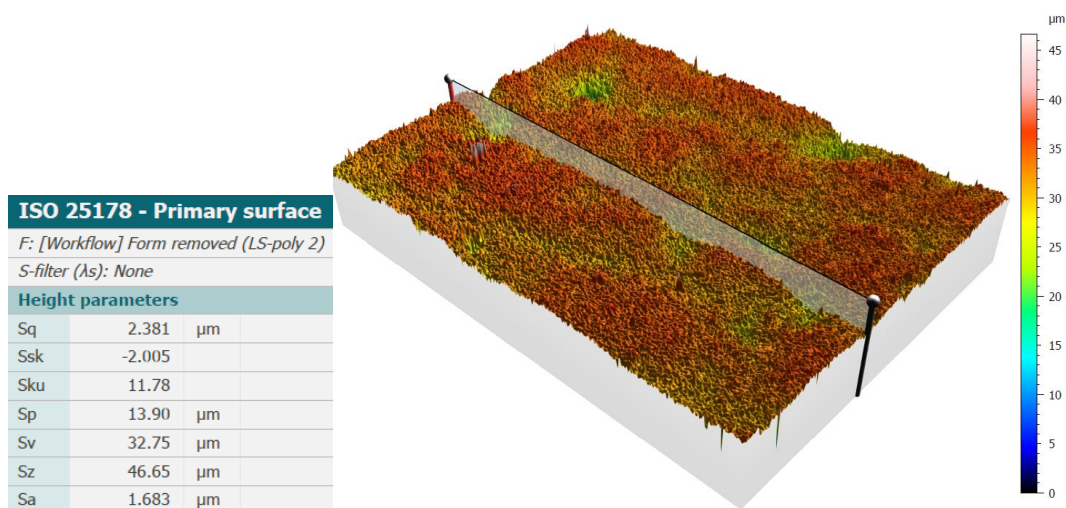 ISO 25178 - Primary surface
F: [Workflow] Form removed (LS-poly 2)
S-filter (λs): None
Height parameters
Sq 2.381 µm
Ssk -2.005
Sku 11.78
Sp 13.90 µm
Sv 32.75 µm
Sz 46.65 µm
Sa 1.683 µm
µm
45
40
35
30
25
20
15
10
5
0